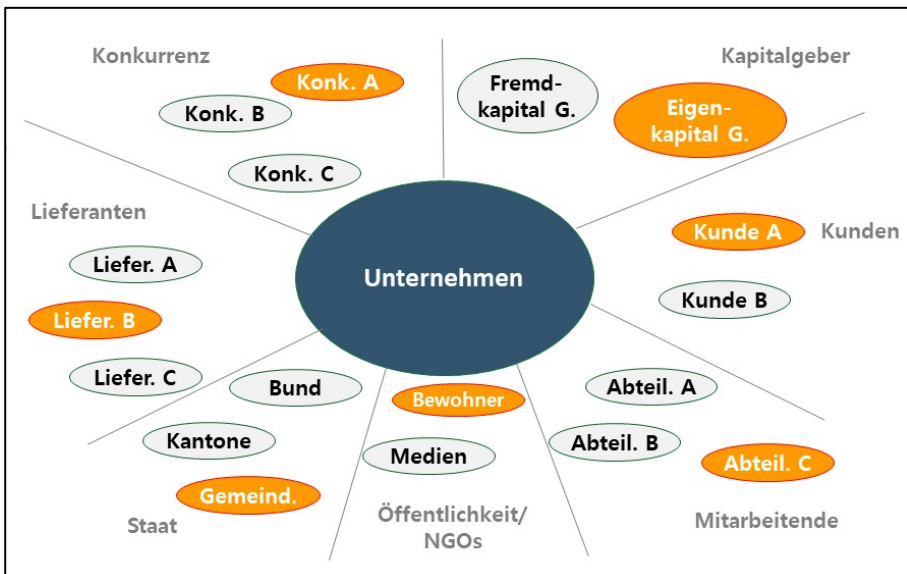 Konkurrenz
Konk. A
Konk. B
Konk. C
Fremd-
kapital G.
Kapitalgeber
Eigen-
kapital G.
Lieferanten
Liefer. A
Liefer. B
Liefer. C
Unternehmen
Kunde A
Kunden
Kunde B
Bund
Kantone
Gemeind.
Staat
Bewohner
Medien
Öffentlichkeit/
NGOs
Abteil. A
Abteil. B
Abteil. C
Mitarbeitende